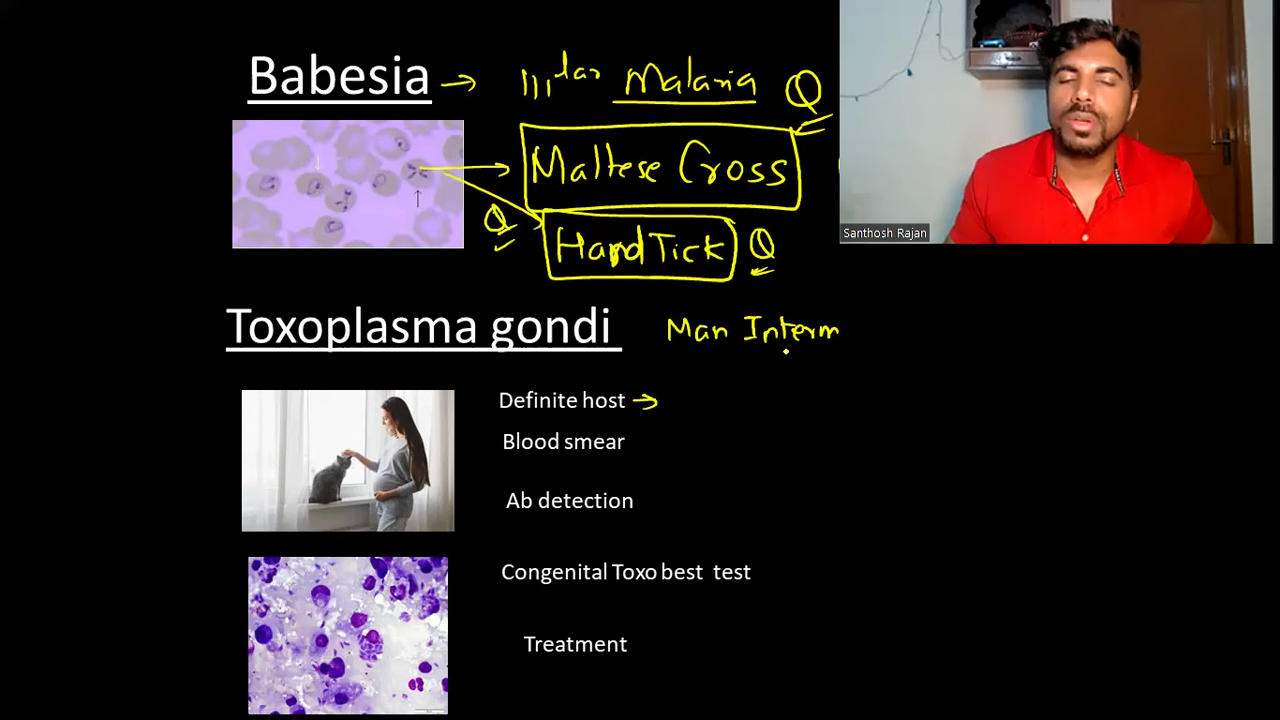 Babesia → |||lar Malaria Q
Maltese Cross
Q Hard Tick Q
Santhosh Rajan
Toxoplasma gondi Man Interm
Definite host →
Blood smear
Ab detection
Congenital Toxo best test
Treatment